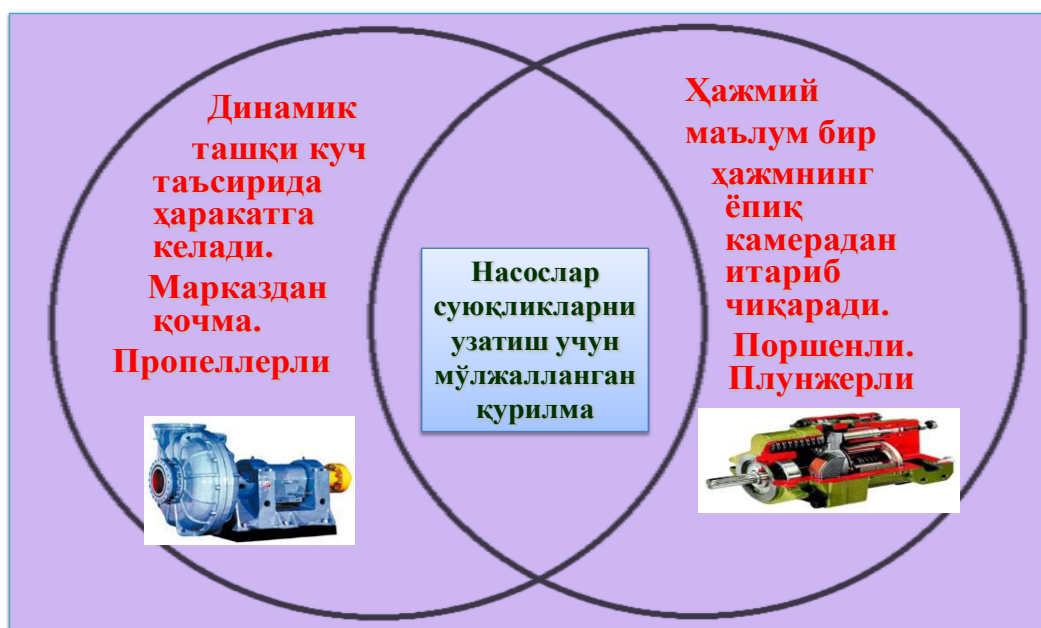 Динамик
ташқи куч
таъсирида
ҳаракатга
келади.
Марказдан
қочма.
Пропеллерли
Насослар
суюқликларни
узатиш учун
мўлжалланган
қурилма
Ҳажмий
маълум бир
ҳажмнинг
ёпиқ
камерадан
итариб
чиқаради.
Поршенли.
Плунжерли